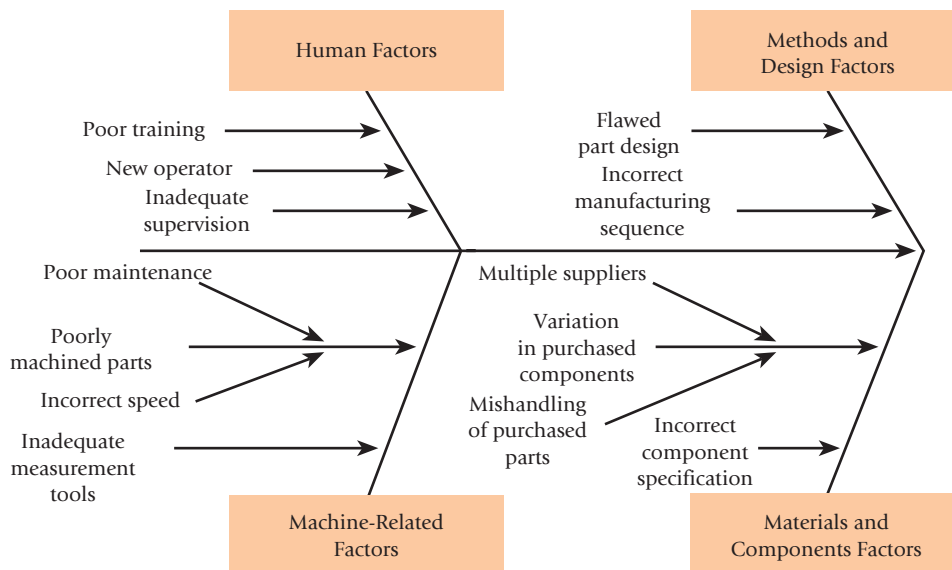 Human Factors
Methods and
Design Factors
Poor training
New operator
Inadequate
supervision
Flawed
part design
Incorrect
manufacturing
sequence
Poor maintenance
Poorly
machined parts
Incorrect speed
Inadequate
measurement
tools
Multiple suppliers
Variation
in purchased
components
Mishandling
of purchased
parts
Incorrect
component
specification
Machine-Related
Factors
Materials and
Components Factors